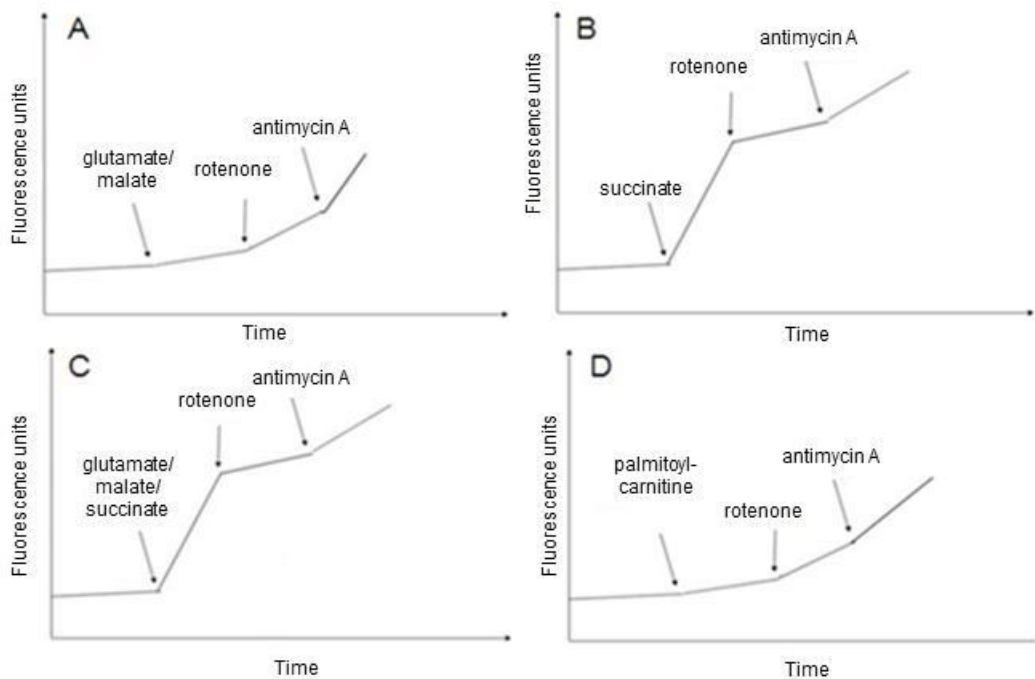 A
Fluorescence units
glutamate/
malate
rotenone
antimycin A
Time
B
Fluorescence units
succinate
rotenone
antimycin A
Time
C
Fluorescence units
glutamate/
malate/
succinate
rotenone
antimycin A
Time
D
Fluorescence units
palmitoyl-
carnitine
rotenone
antimycin A
Time